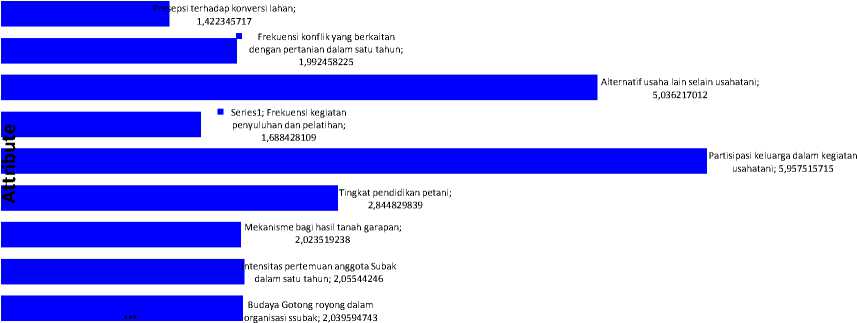 Persepsi terhadap konversi lahan;
1,422345717
Frekuensi konflik yang berkaitan
dengan pertanian dalam satu tahun;
1,992458225
Alternatif usaha lain selain usahatani;
5,036217012
Series1; Frekuensi kegiatan
penyuluhan dan pelatihan;
1,688428109
Attribute
Partisipasi keluarga dalam kegiatan
usahatani; 5,957515715
Tingkat pendidikan petani;
2,844829839
Mekanisme bagi hasil tanah garapan;
2,023519238
Intensitas pertemuan anggota Subak
dalam satu tahun; 2,05544246
Budaya Gotong royong dalam
organisasi ssubak; 2,039594743